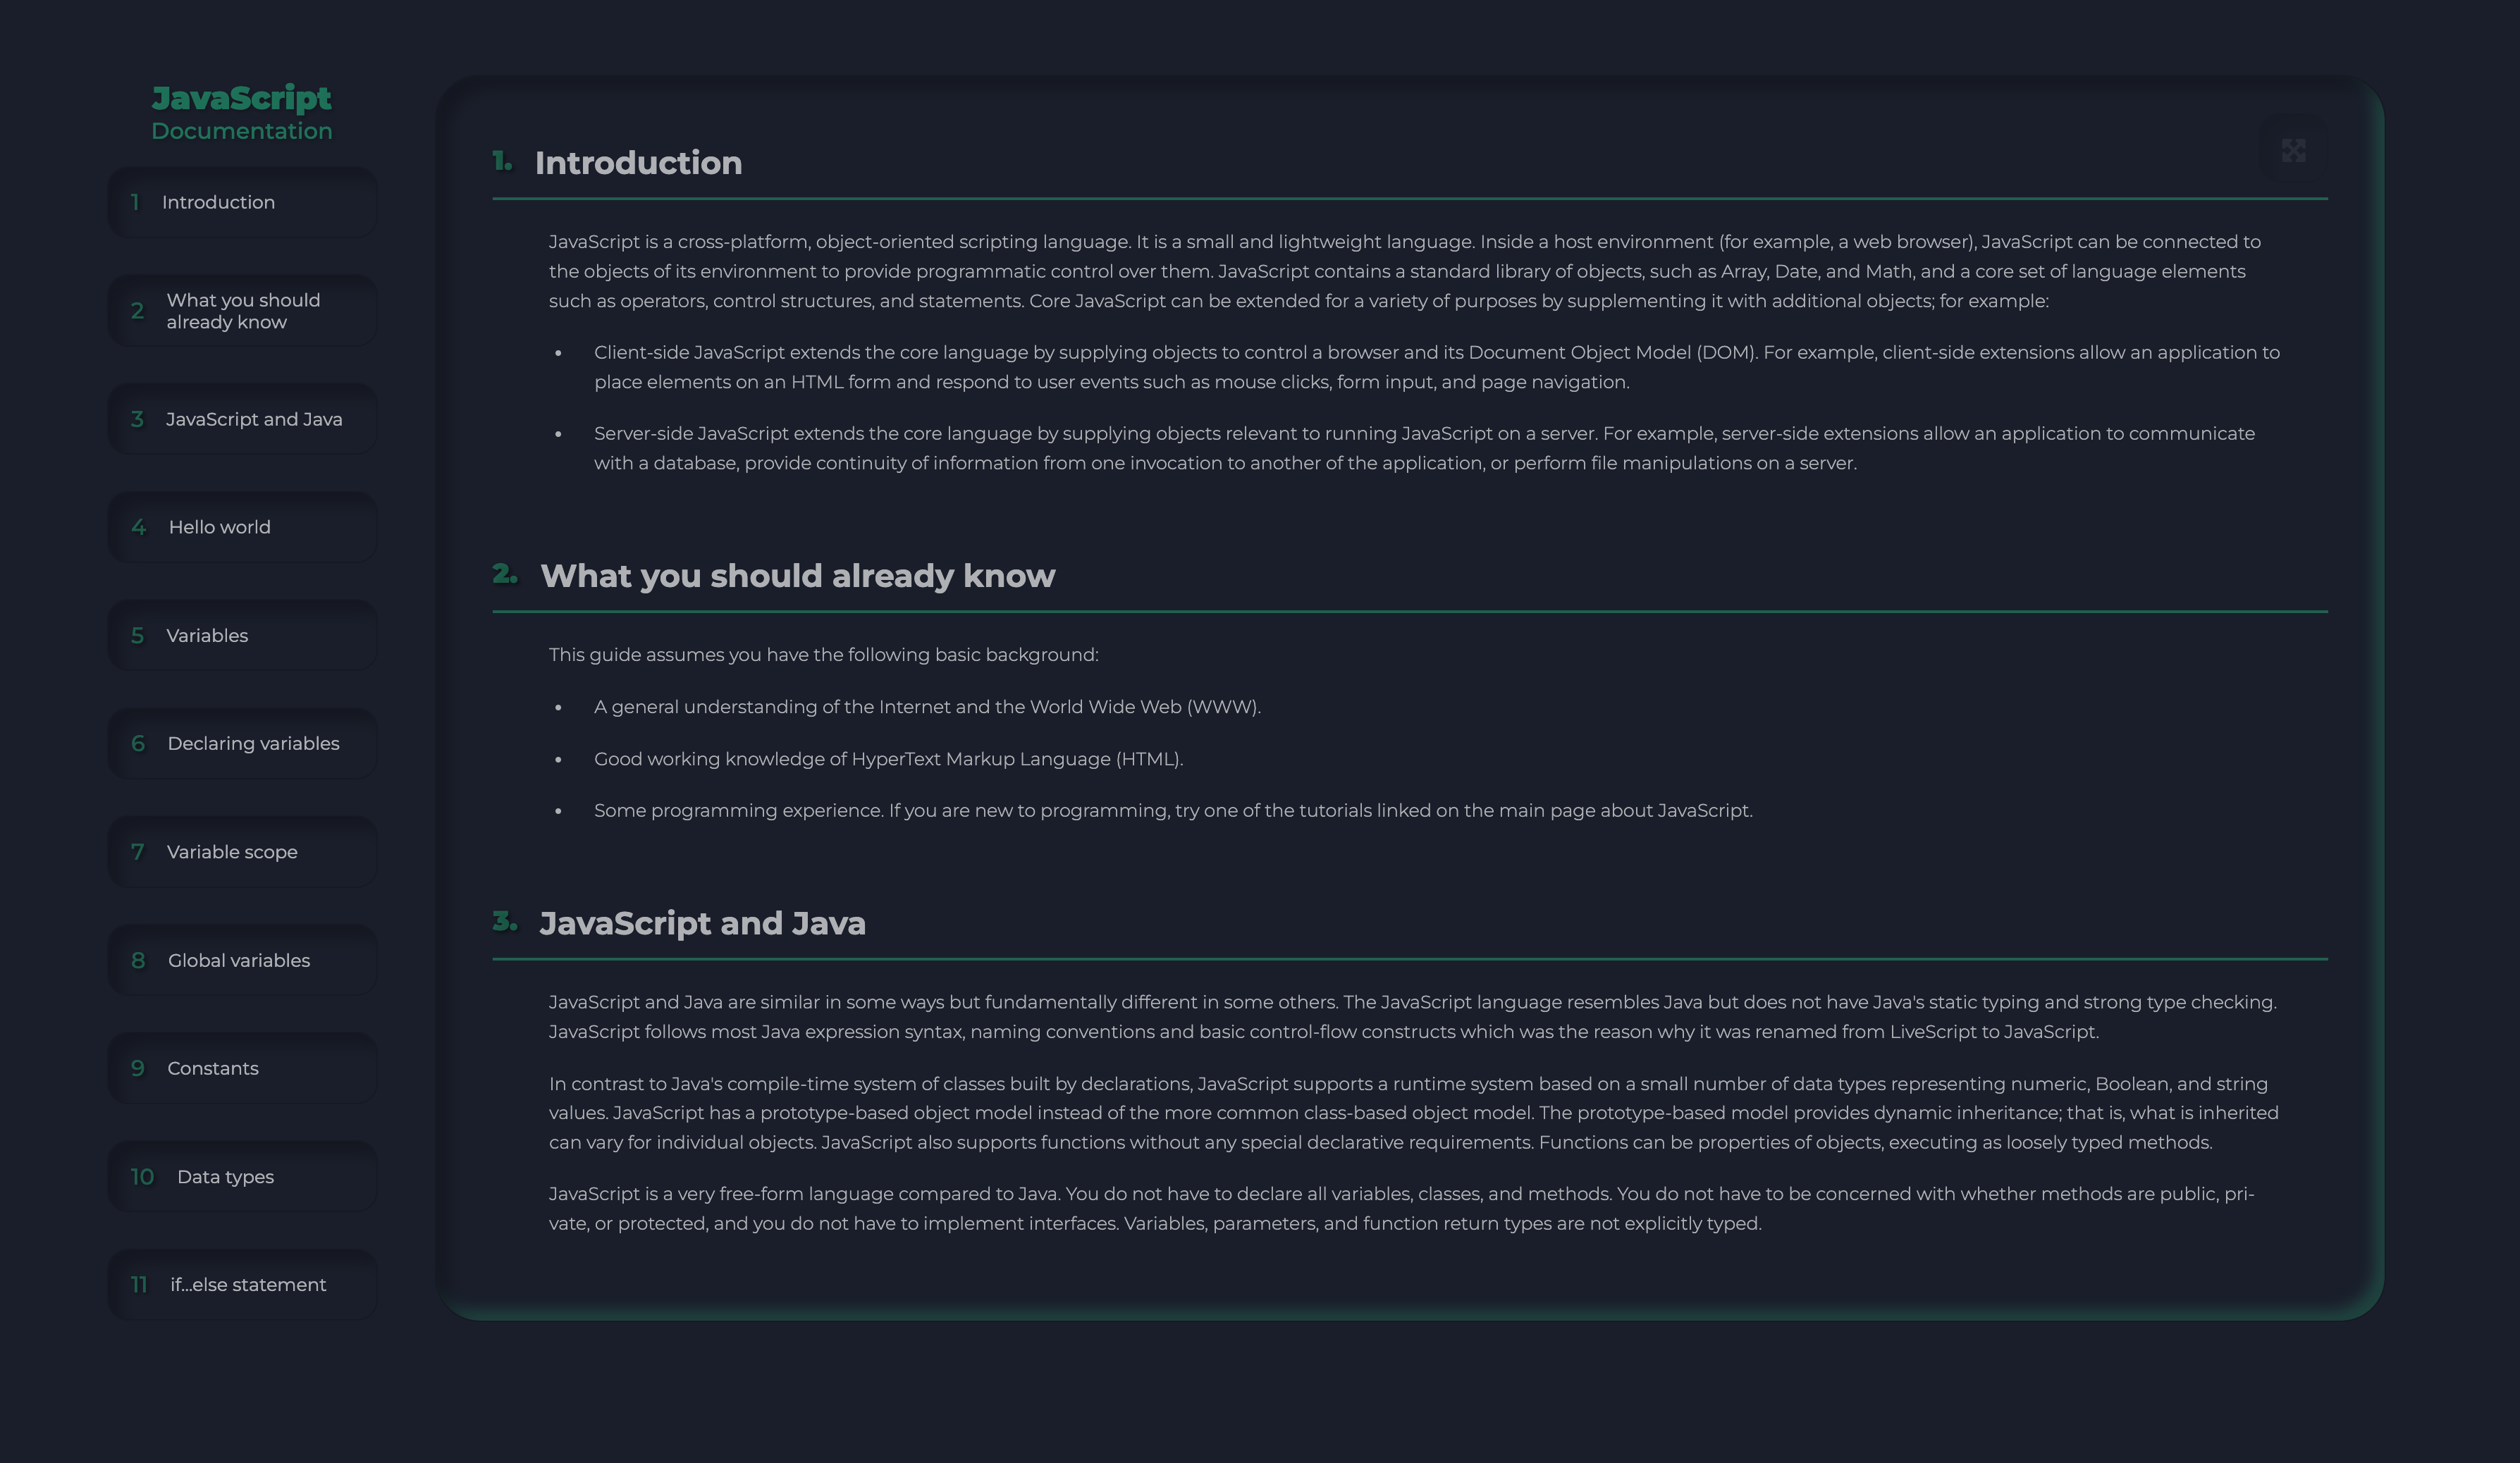 JavaScript
Documentation
1 Introduction
2 What you should
already know
3 JavaScript and Java
4 Hello world
5 Variables
6 Declaring variables
7 Variable scope
8 Global variables
9 Constants
10 Data types
11 if...else statement
1. Introduction
JavaScript is a cross-platform, object-oriented scripting language. It is a small and lightweight language. Inside a host environment (for example, a web browser), JavaScript can be connected to
the objects of its environment to provide programmatic control over them. JavaScript contains a standard library of objects, such as Array, Date, and Math, and a core set of language elements
such as operators, control structures, and statements. Core JavaScript can be extended for a variety of purposes by supplementing it with additional objects; for example:
• Client-side JavaScript extends the core language by supplying objects to control a browser and its Document Object Model (DOM). For example, client-side extensions allow an application to
place elements on an HTML form and respond to user events such as mouse clicks, form input, and page navigation.
• Server-side JavaScript extends the core language by supplying objects relevant to running JavaScript on a server. For example, server-side extensions allow an application to communicate
with a database, provide continuity of information from one invocation to another of the application, or perform file manipulations on a server.
2. What you should already know
This guide assumes you have the following basic background:
• A general understanding of the Internet and the World Wide Web (WWW).
• Good working knowledge of HyperText Markup Language (HTML).
• Some programming experience. If you are new to programming, try one of the tutorials linked on the main page about JavaScript.
3. JavaScript and Java
JavaScript and Java are similar in some ways but fundamentally different in some others. The JavaScript language resembles Java but does not have Java's static typing and strong type checking.
JavaScript follows most Java expression syntax, naming conventions and basic control-flow constructs which was the reason why it was renamed from LiveScript to JavaScript.
In contrast to Java's compile-time system of classes built by declarations, JavaScript supports a runtime system based on a small number of data types representing numeric, Boolean, and string
values. JavaScript has a prototype-based object model instead of the more common class-based object model. The prototype-based model provides dynamic inheritance; that is, what is inherited
can vary for individual objects. JavaScript also supports functions without any special declarative requirements. Functions can be properties of objects, executing as loosely typed methods.
JavaScript is a very free-form language compared to Java. You do not have to declare all variables, classes, and methods. You do not have to be concerned with whether methods are public, pri-
vate, or protected, and you do not have to implement interfaces. Variables, parameters, and function return types are not explicitly typed.